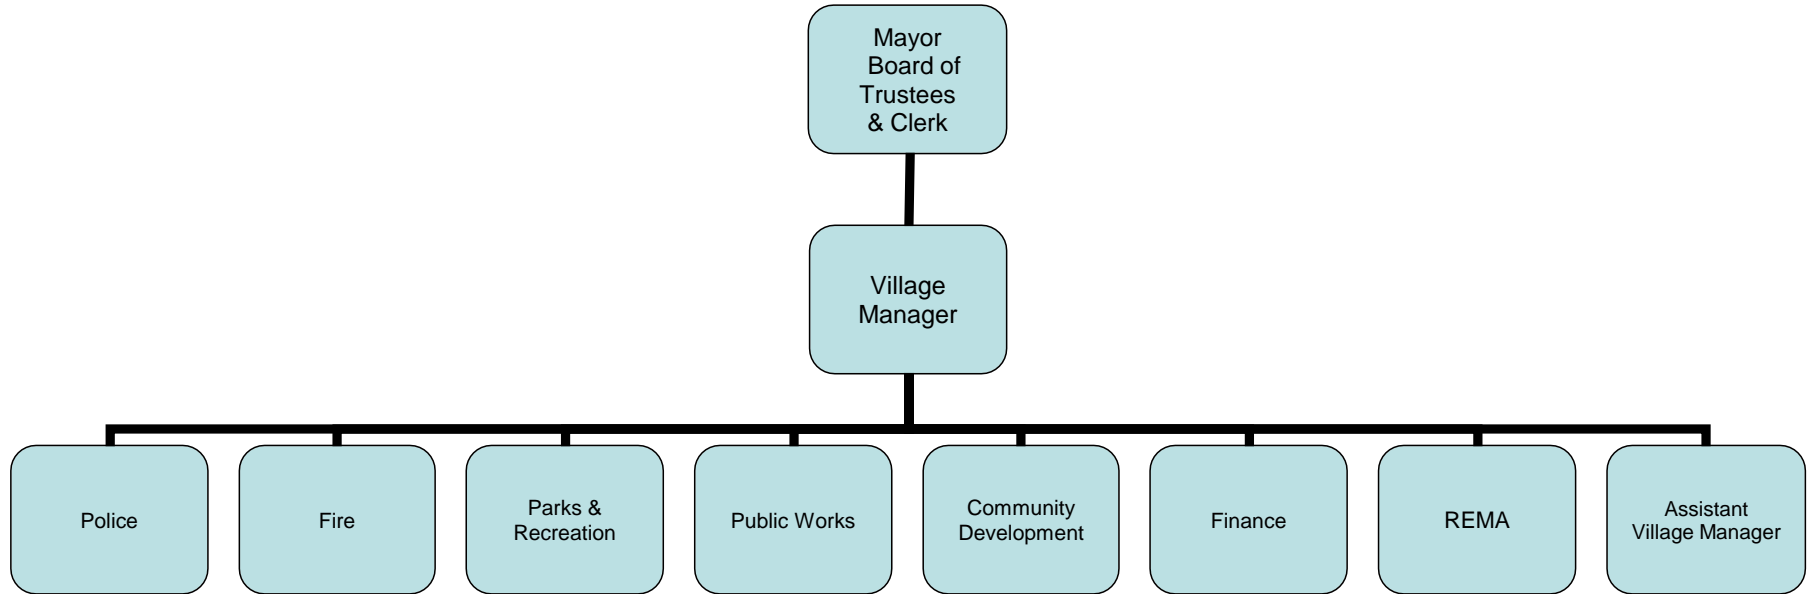 Mayor
Board of
Trustees
& Clerk
Village
Manager
Police
Fire
Parks &
Recreation
Public Works
Community
Development
Finance
REMA
Assistant
Village Manager